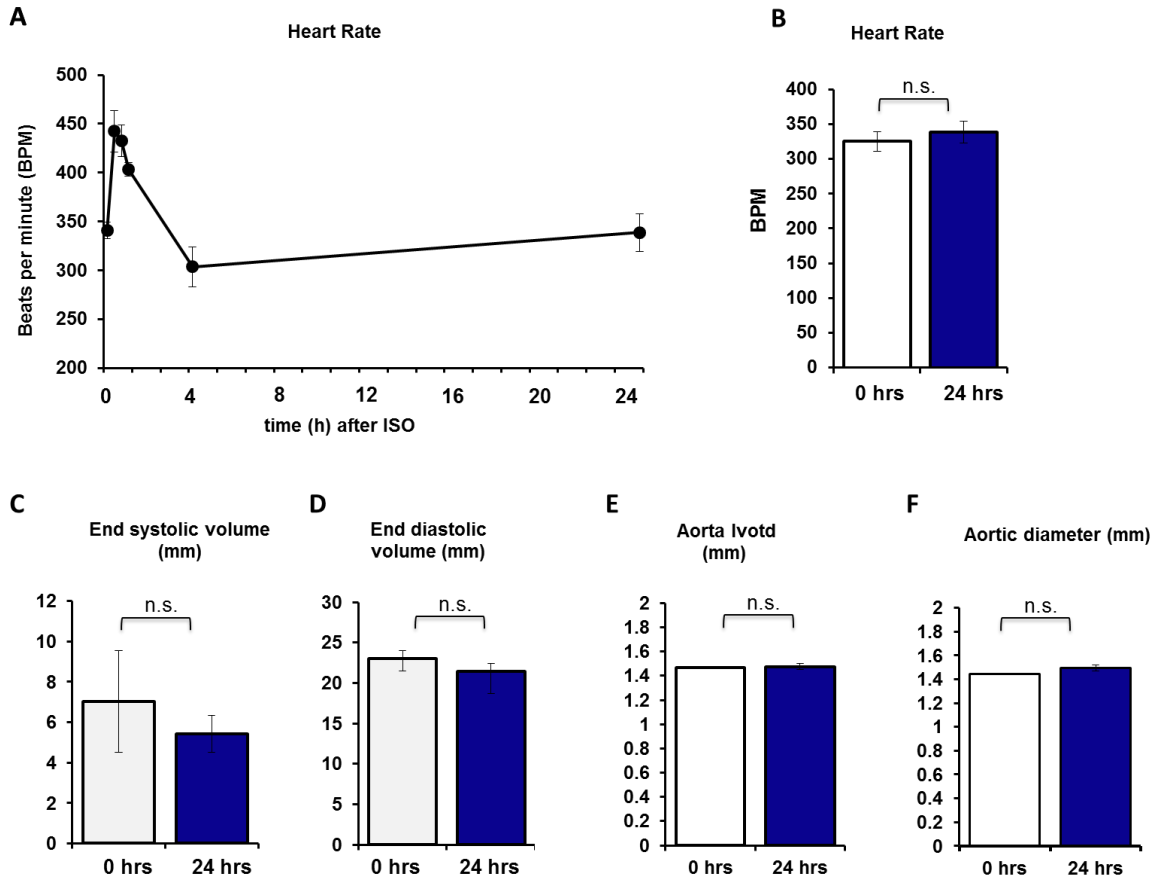 A
Heart Rate
Beats per minute (BPM)
500
450
400
350
300
250
200
0 4 8 12 16 20 24
time (h) after ISO
B
Heart Rate
BPM
400
350
300
250
200
150
100
50
0
n.s.
0 hrs 24 hrs
C
End systolic volume
(mm)
12
10
8
6
4
2
0
n.s.
0 hrs 24 hrs
D
End diastolic
volume (mm)
30
25
20
15
10
5
0
n.s.
0 hrs 24 hrs
E
Aorta lvotd
(mm)
2
1.8
1.6
1.4
1.2
1
0.8
0.6
0.4
0.2
0
n.s.
0 hrs 24 hrs
F
Aortic diameter (mm)
2
1.8
1.6
1.4
1.2
1
0.8
0.6
0.4
0.2
0
n.s.
0 hrs 24 hrs